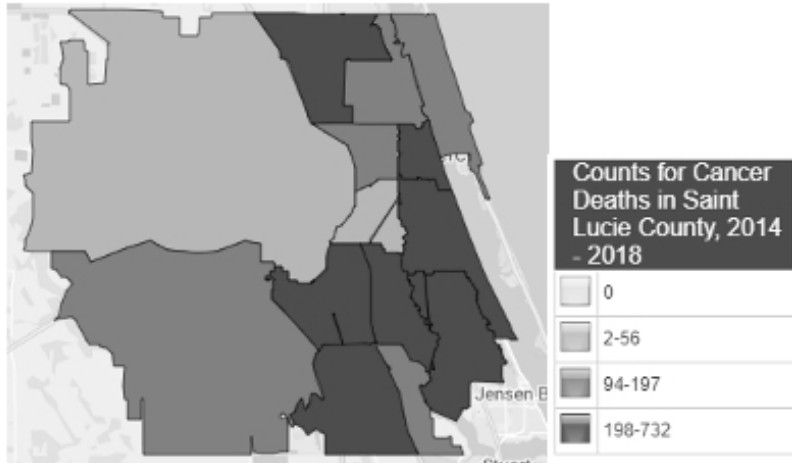 Counts for Cancer
Deaths in Saint
Lucie County, 2014
- 2018
0
2-56
94-197
198-732
Jensen B